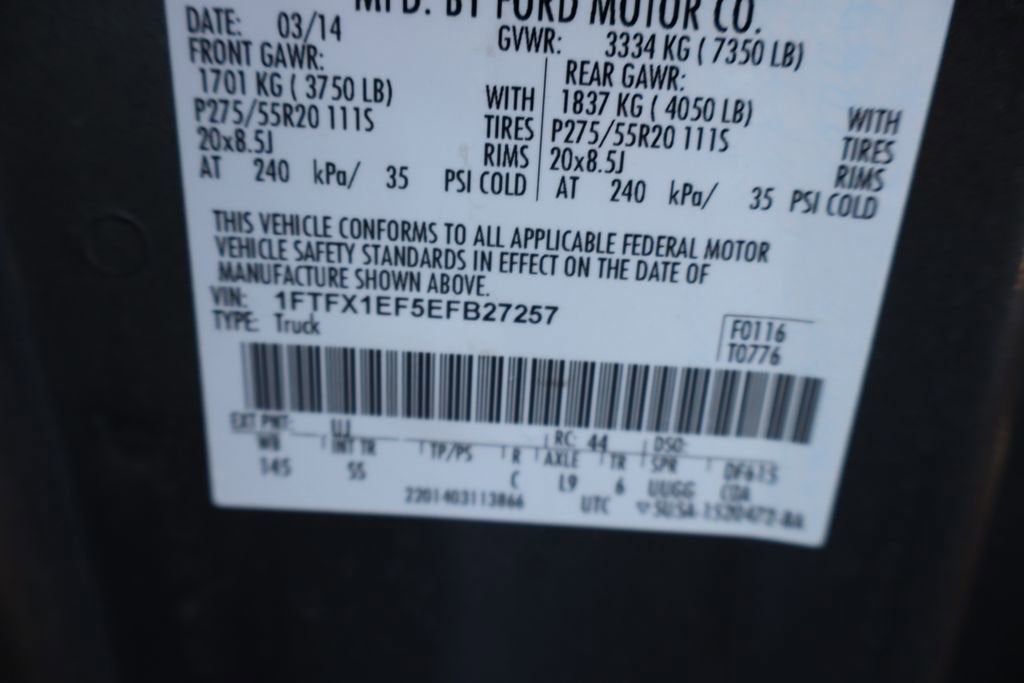 MFD. BY FORD MOTOR CO.
DATE: 03/14 GVWR: 3334 KG ( 7350 LB)
FRONT GAWR: REAR GAWR:
1701 KG ( 3750 LB) WITH 1837 KG ( 4050 LB) WITH
P275/55R20 111S TIRES P275/55R20 111S TIRES
20x8.5J RIMS 20x8.5J RIMS
AT 240 kPa/ 35 PSI COLD AT 240 kPa/ 35 PSI COLD
THIS VEHICLE CONFORMS TO ALL APPLICABLE FEDERAL MOTOR
VEHICLE SAFETY STANDARDS IN EFFECT ON THE DATE OF
MANUFACTURE SHOWN ABOVE.
VIN: 1FTFX1EF5EFB27257
TYPE: Truck
F0116
T0776
EXT PNT: UJ RC: 44 DSO:
WB INT TR TP/PS R AXLE TR SPR DF613
145 SS C L9 6 UUGG CDA
2201403113866 UTC